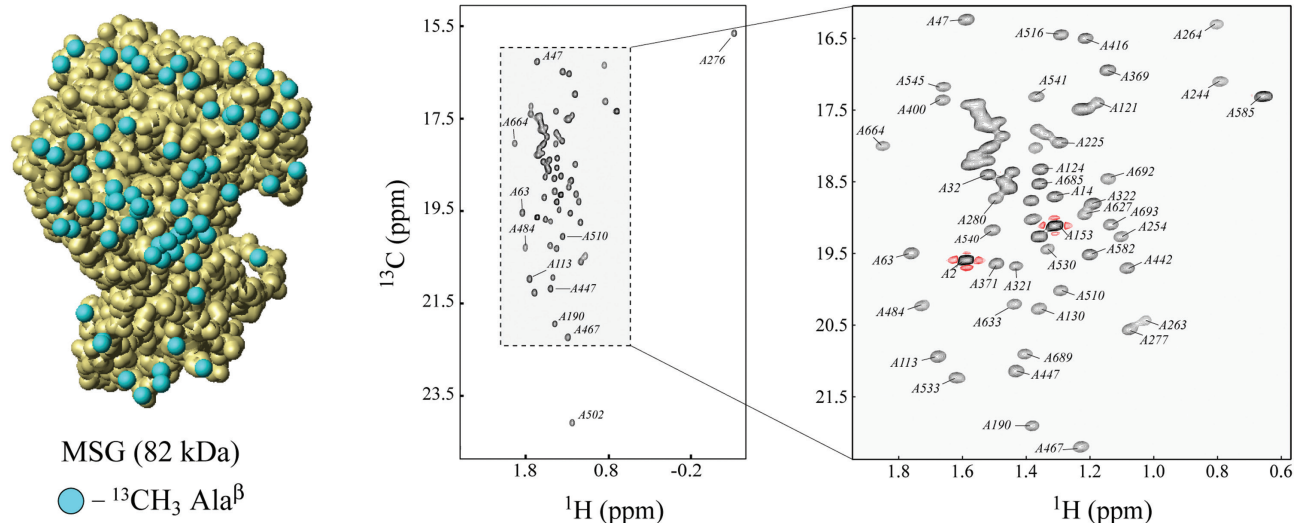 MSG (82 kDa)
– ¹³CH₃ Alaᵝ
15.5
17.5
19.5
21.5
23.5
¹³C (ppm)
1.8
0.8
-0.2
¹H (ppm)
A276
A47
A664
A63
A484
A510
A113
A447
A190
A467
A502
16.5
17.5
18.5
19.5
20.5
21.5
1.8
1.6
1.4
1.2
1.0
0.8
0.6
¹H (ppm)
A47
A516
A416
A264
A545
A541
A369
A244
A400
A121
A585
A664
A225
A124
A692
A32
A685
A14
A322
A280
A627
A693
A540
A153
A254
A63
A2
A530
A582
A371
A321
A442
A510
A484
A633
A130
A263
A277
A113
A689
A533
A447
A190
A467